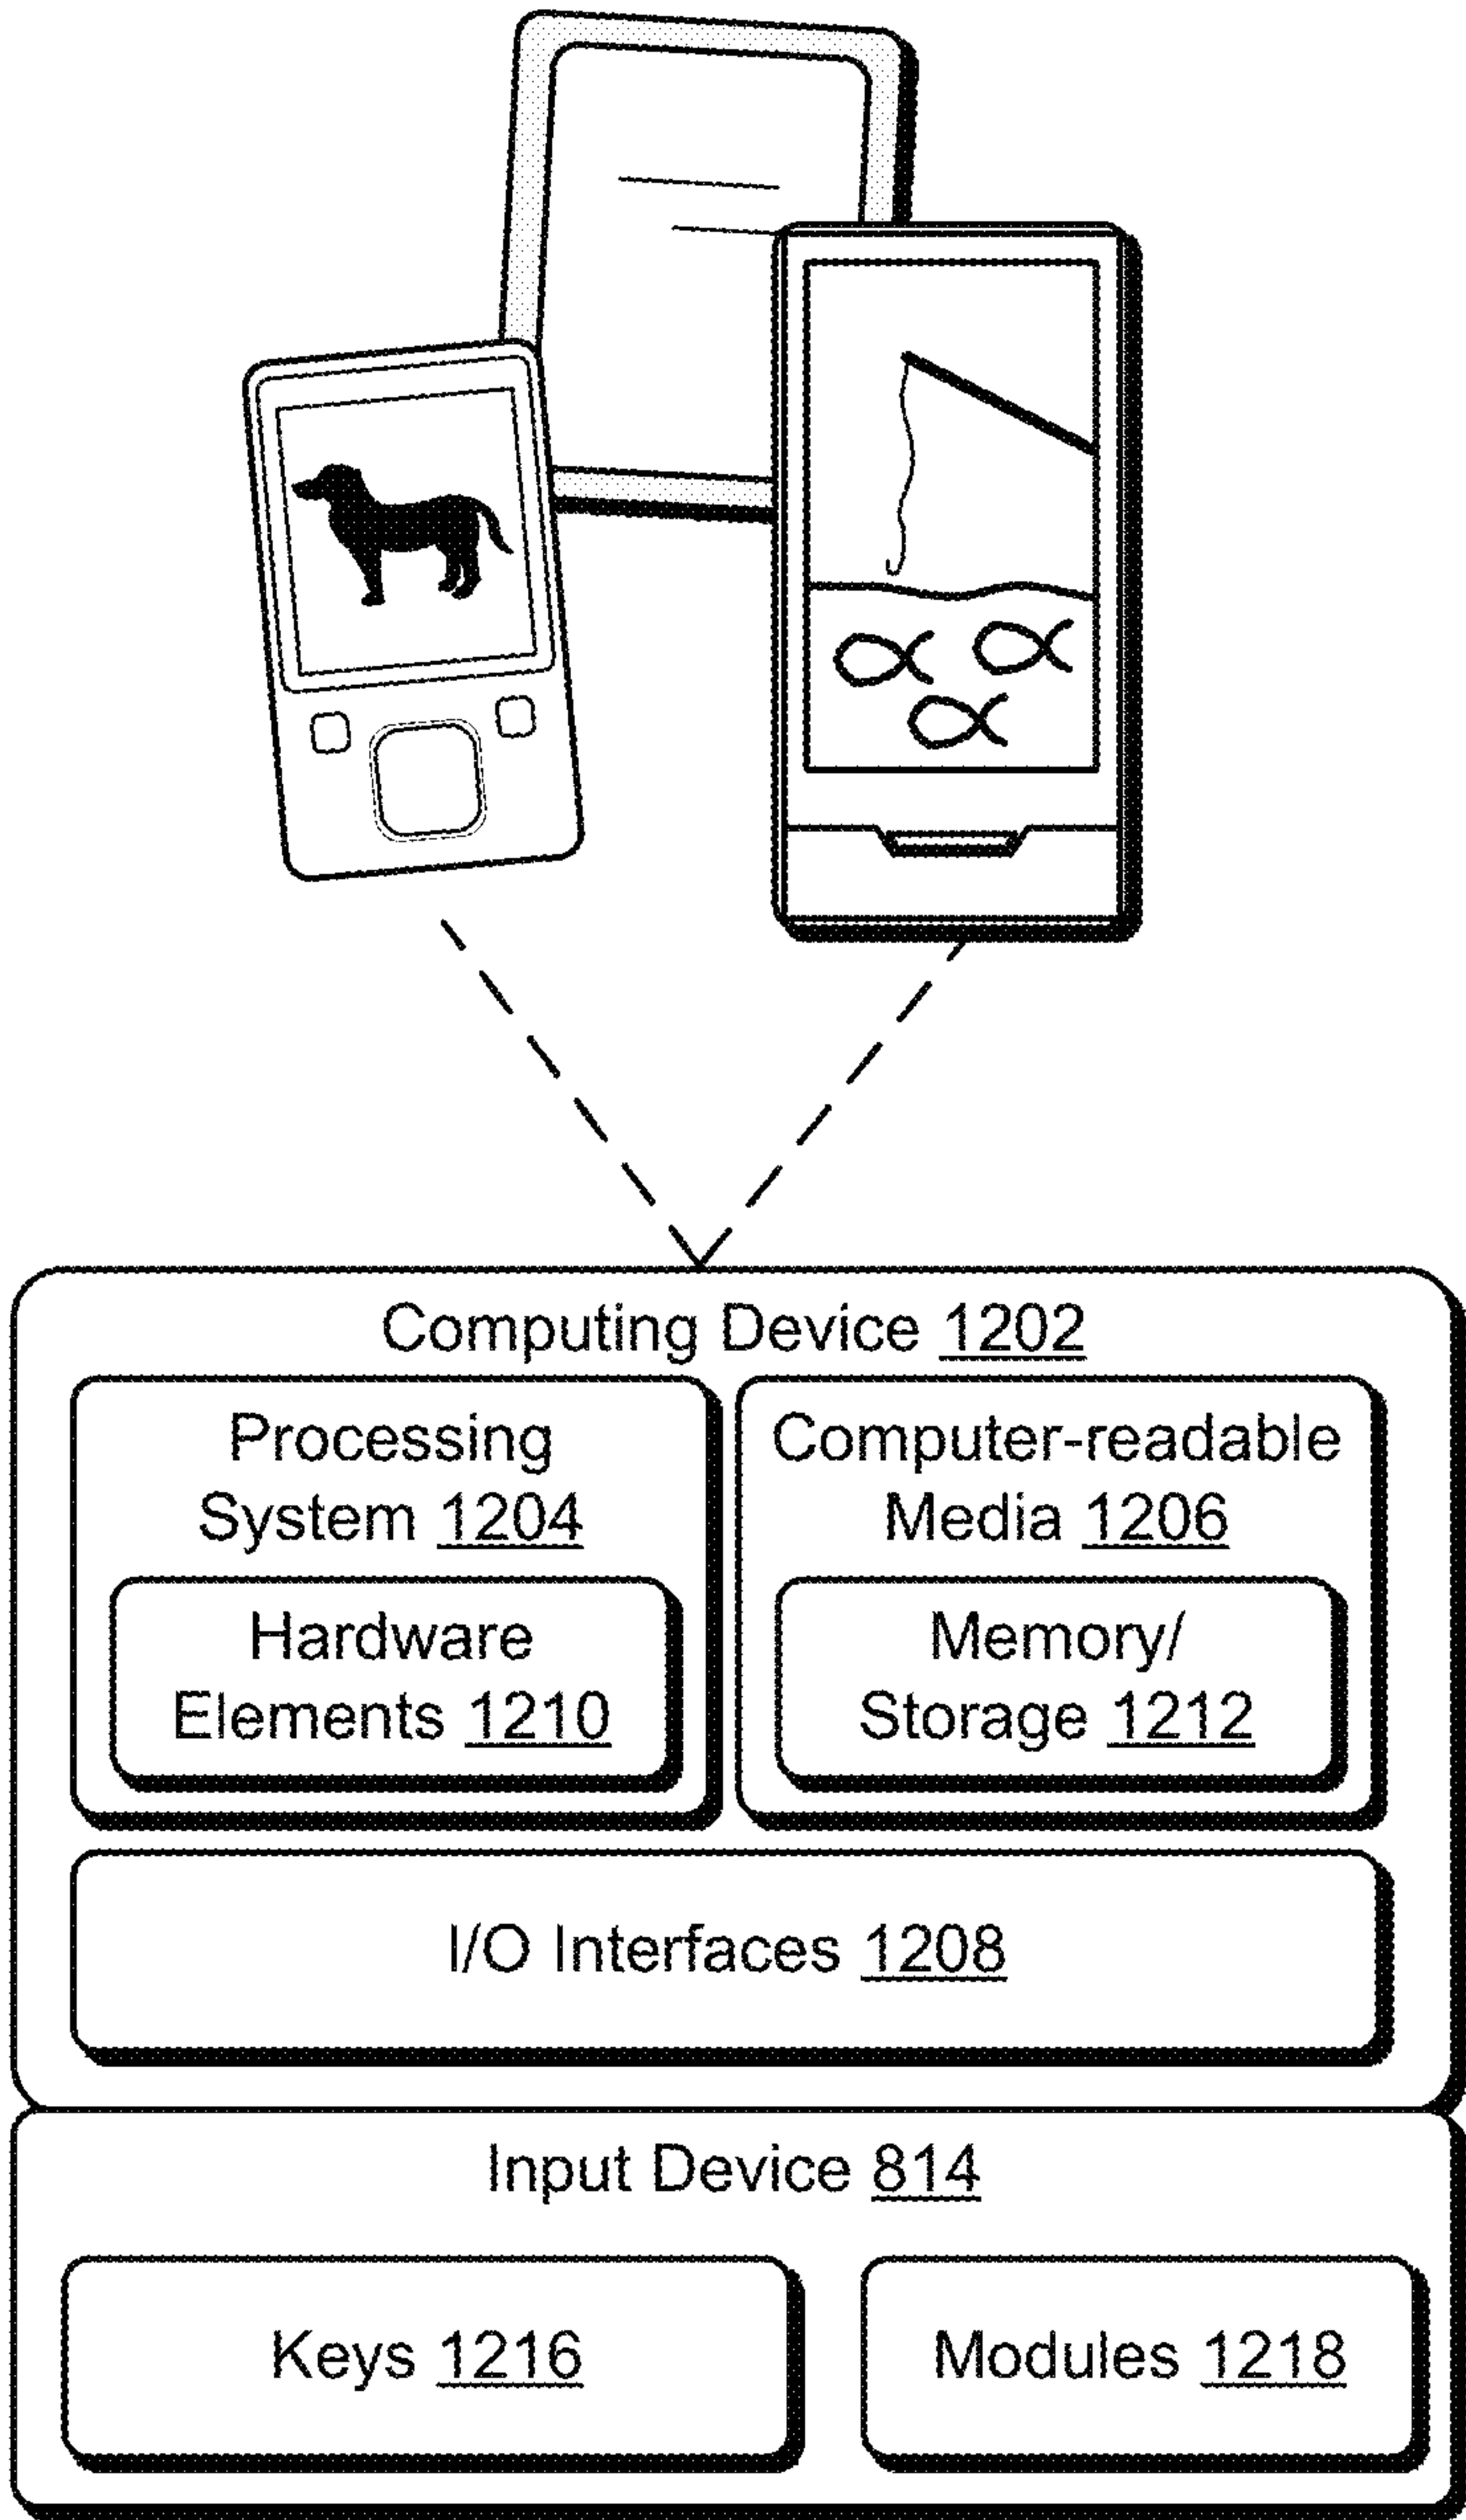 Computing Device 1202
Processing
System 1204
Hardware
Elements 1210
Computer-readable
Media 1206
Memory/
Storage 1212
I/O Interfaces 1208
Input Device 814
Keys 1216
Modules 1218